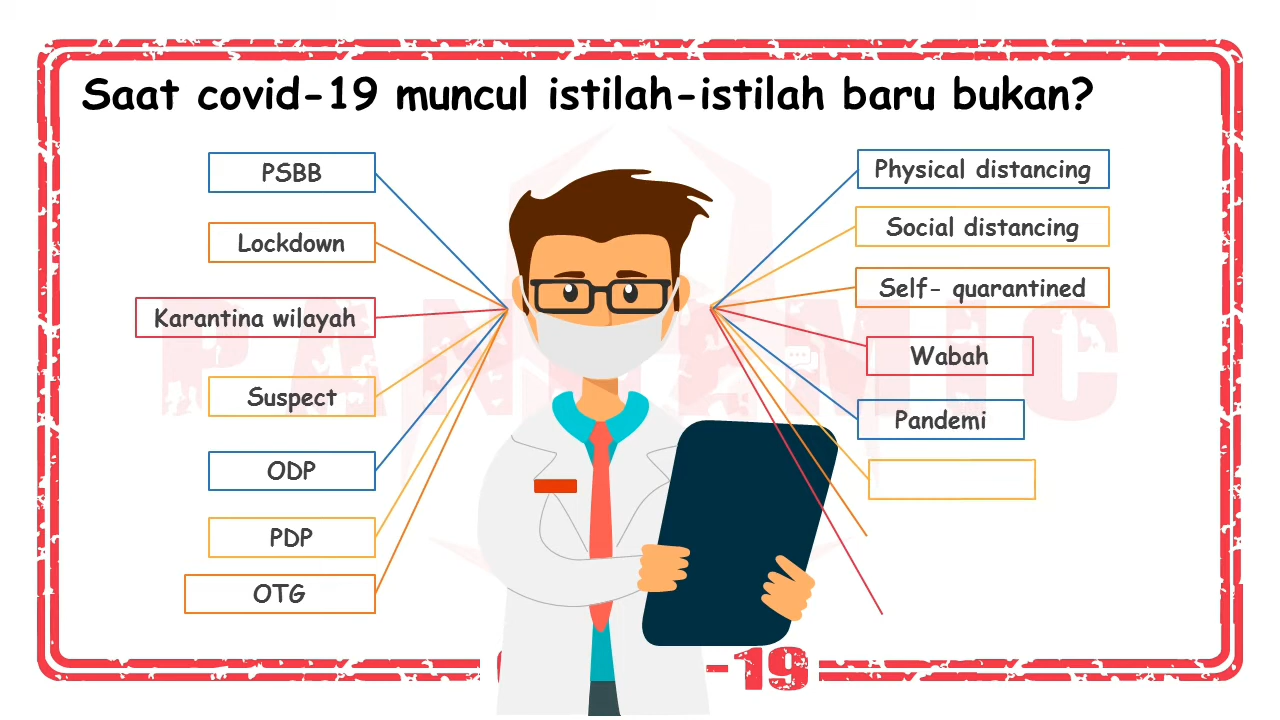 Saat covid-19 muncul istilah-istilah baru bukan?
PSBB
Lockdown
Karantina wilayah
Suspect
ODP
PDP
OTG
Physical distancing
Social distancing
Self- quarantined
Wabah
Pandemi
-19